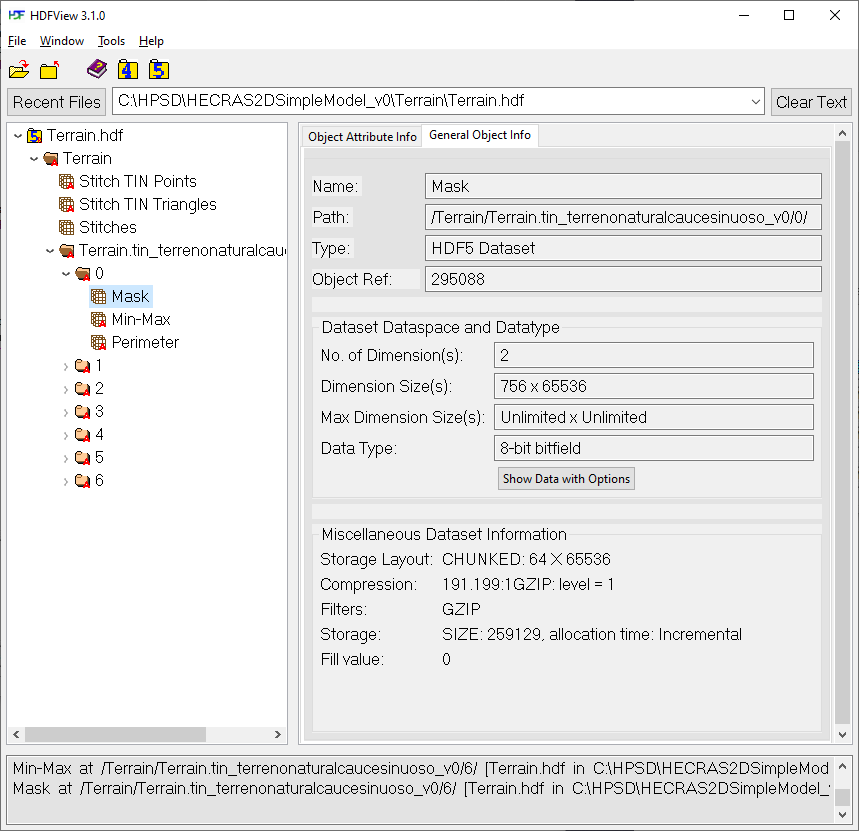 HDFView 3.1.0
File Window Tools Help
Recent Files C:\HPSD\HECRAS2DSimpleModel_v0\Terrain\Terrain.hdf Clear Text
Terrain.hdf
Terrain
Stitch TIN Points
Stitch TIN Triangles
Stitches
Terrain.tin_terrenonaturalcauce
0
Mask
Min-Max
Perimeter
1
2
3
4
5
6
Object Attribute Info General Object Info
Name: Mask
Path: /Terrain/Terrain.tin_terrenonaturalcaucesinuoso_v0/0/
Type: HDF5 Dataset
Object Ref: 295088
Dataset Dataspace and Datatype
No. of Dimension(s): 2
Dimension Size(s): 756 x 65536
Max Dimension Size(s): Unlimited x Unlimited
Data Type: 8-bit bitfield
Show Data with Options
Miscellaneous Dataset Information
Storage Layout: CHUNKED: 64 X 65536
Compression: 191.199:1GZIP: level = 1
Filters: GZIP
Storage: SIZE: 259129, allocation time: Incremental
Fill value: 0
Min-Max at /Terrain/Terrain.tin_terrenonaturalcaucesinuoso_v0/6/ [Terrain.hdf in C:\HPSD\HECRAS2DSimpleMod
Mask at /Terrain/Terrain.tin_terrenonaturalcaucesinuoso_v0/6/ [Terrain.hdf in C:\HPSD\HECRAS2DSimpleModel_v